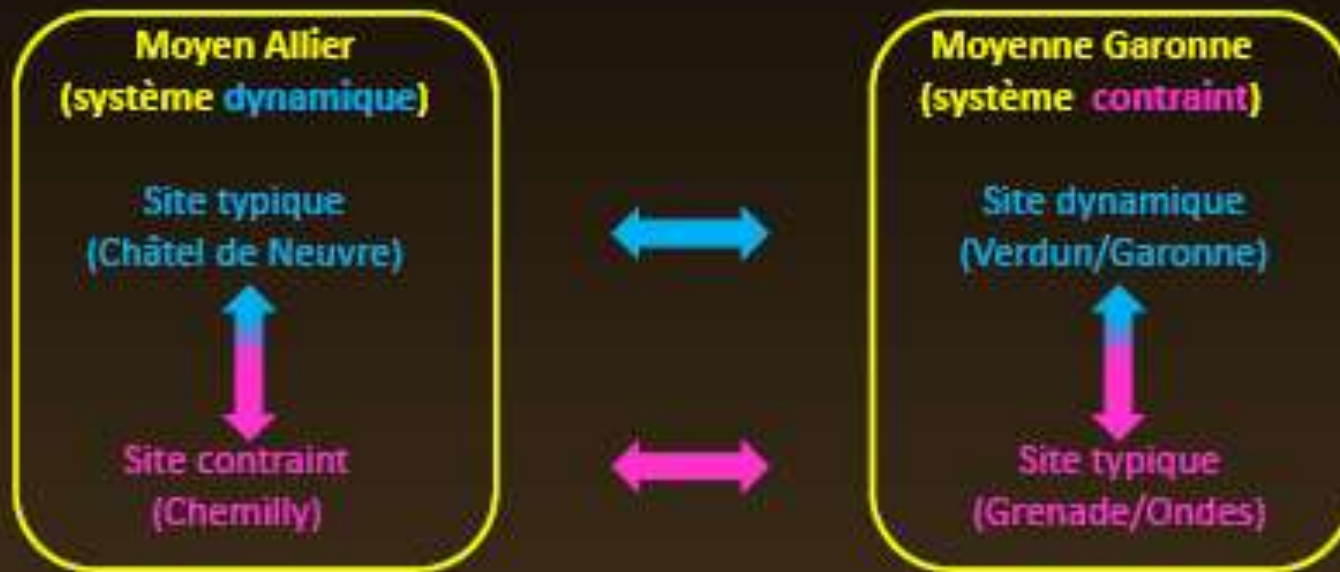 Moyen Allier
(système dynamique)
Site typique
(Châtel de Neuvre)
Site contraint
(Chemilly)
Moyenne Garonne
(système contraint)
Site dynamique
(Verdun/Garonne)
Site typique
(Grenade/Ondes)